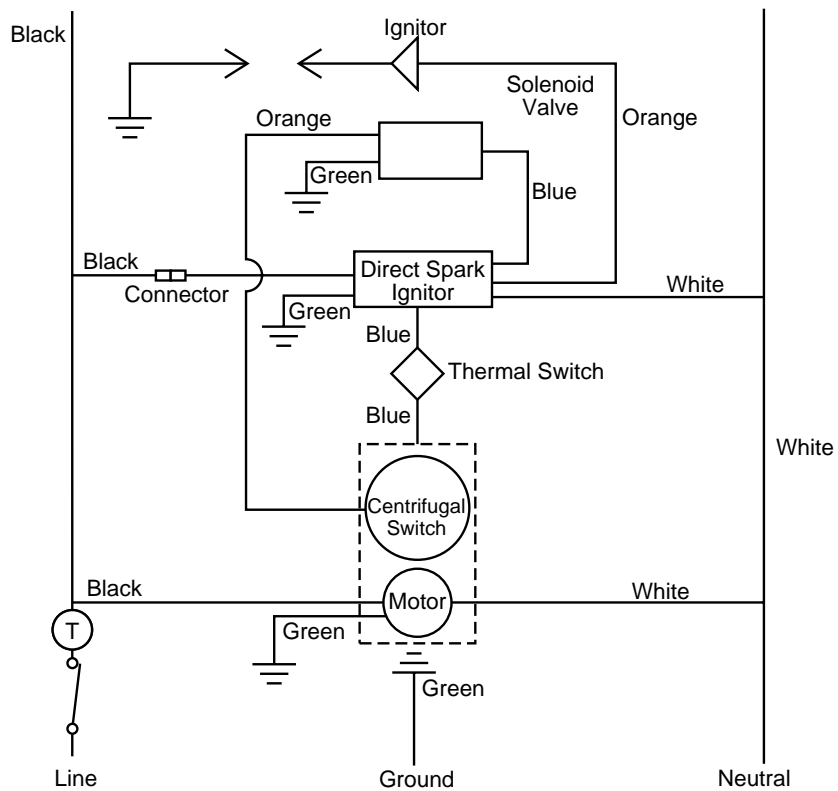 Black
Ignitor
Solenoid
Valve
Orange
Orange
Green
Blue
Black
Connector
Direct Spark
Ignitor
White
Green
Blue
Thermal Switch
Blue
White
Centrifugal
Switch
Black
Motor
White
T
Green
Green
Line
Ground
Neutral